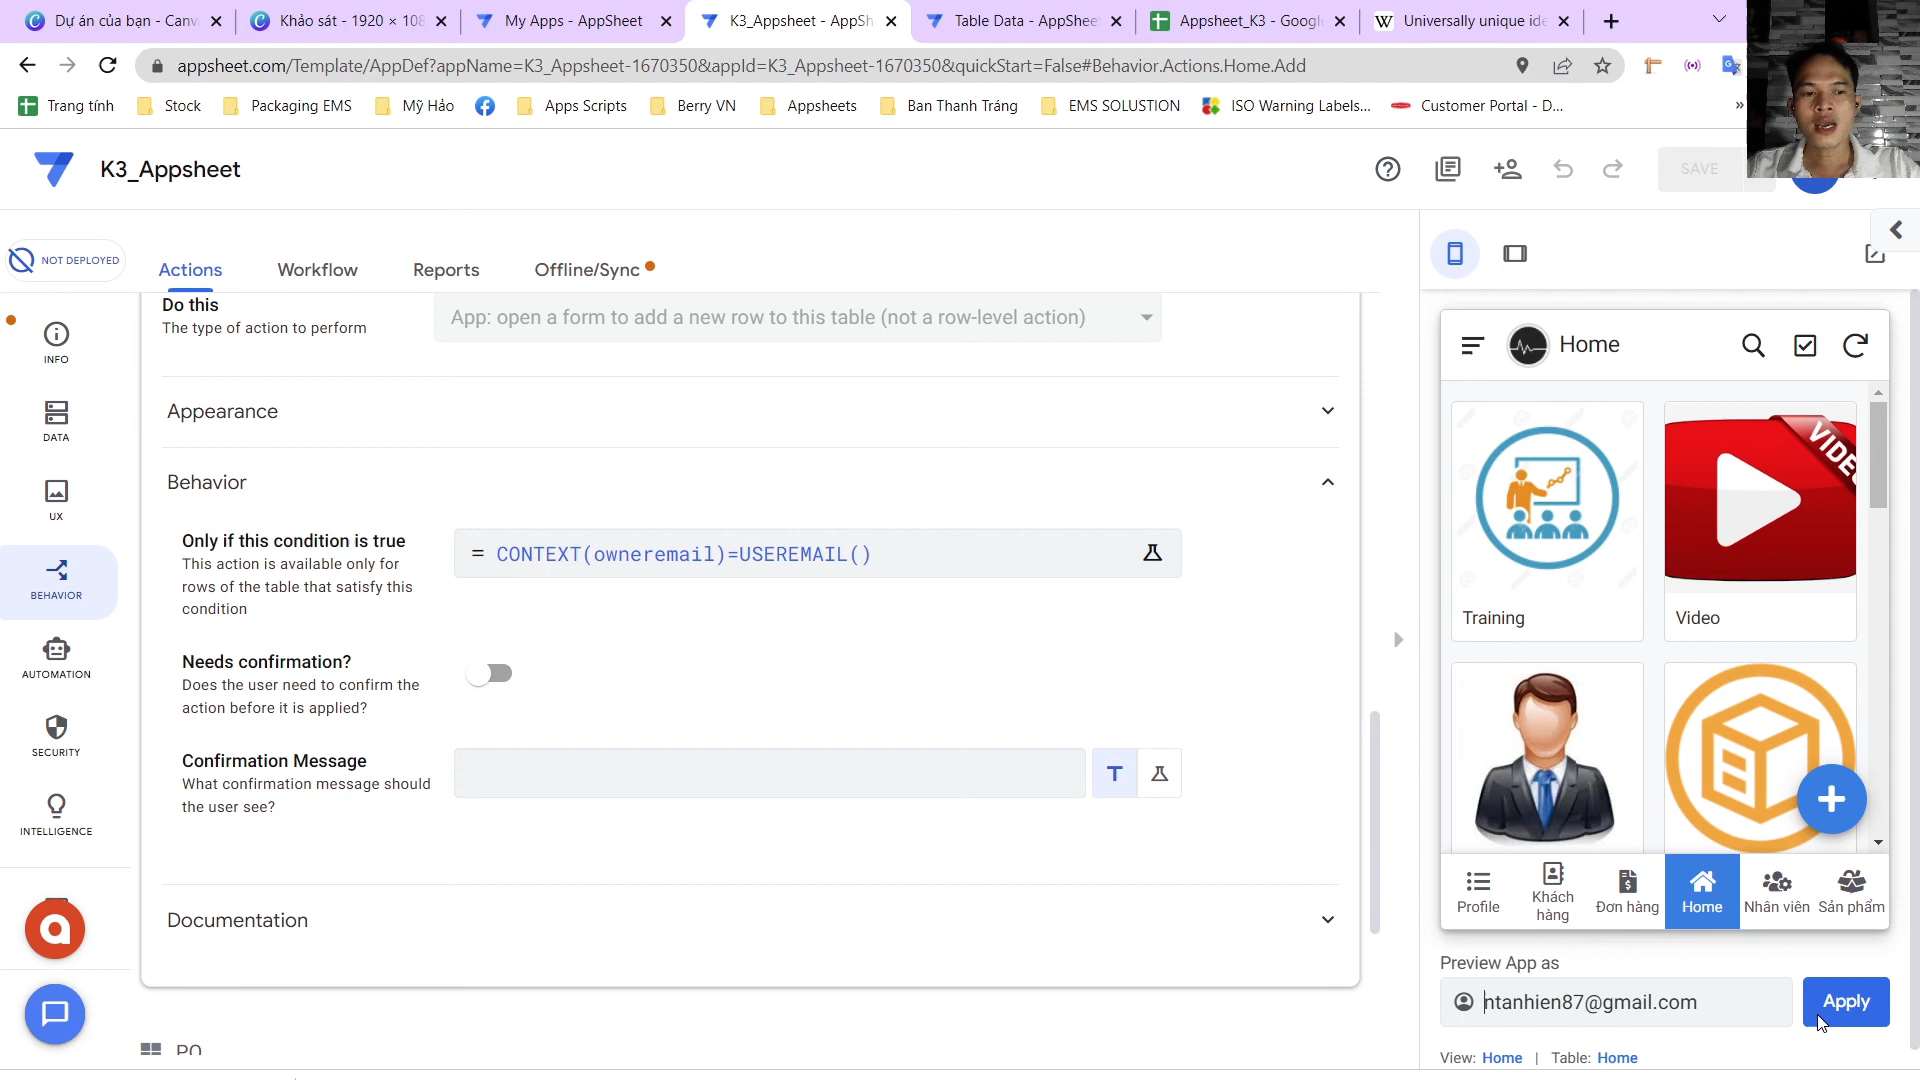 Dự án của bạn - Canv
Khảo sát - 1920 × 108
My Apps - AppSheet
K3_Appsheet - AppSh
Table Data - AppSheet
Appsheet_K3 - Google
Universally unique ide
appsheet.com/Template/AppDef?appName=K3_Appsheet-1670350&appId=K3_Appsheet-1670350&quickStart=False#Behavior.Actions.Home.Add
Trang tính
Stock
Packaging EMS
Mỹ Hảo
Apps Scripts
Berry VN
Appsheets
Ban Thanh Tráng
EMS SOLUSTION
ISO Warning Labels...
Customer Portal - D...
»
K3_Appsheet
SAVE
NOT DEPLOYED
Actions
Workflow
Reports
Offline/Sync
INFO
DATA
UX
BEHAVIOR
AUTOMATION
SECURITY
INTELLIGENCE
Do this
The type of action to perform
App: open a form to add a new row to this table (not a row-level action)
Appearance
Behavior
Only if this condition is true
This action is available only for
rows of the table that satisfy this
condition
= CONTEXT(owneremail)=USEREMAIL()
Needs confirmation?
Does the user need to confirm the
action before it is applied?
Confirmation Message
What confirmation message should
the user see?
T
Documentation
PO
Home
Training
VIDEO
Video
Profile
Khách
hàng
Đơn hàng
Home
Nhân viên
Sản phẩm
Preview App as
ntanhien87@gmail.com
Apply
View: Home | Table: Home